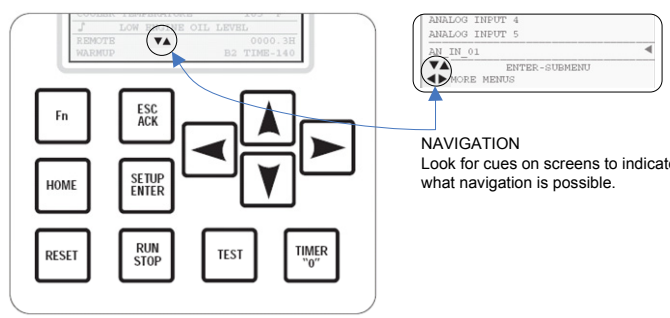 COOLER TEMPERATURE 105 °F
LOW ENGINE OIL LEVEL
REMOTE ▼▲ 0000.3H
WARMUP B2 TIME-140
Fn
ESC
ACK
HOME
SETUP
ENTER
RESET
RUN
STOP
TEST
TIMER
"0"
ANALOG INPUT 4
ANALOG INPUT 5
AN_IN_01
ENTER-SUBMENU
MORE MENUS
NAVIGATION
Look for cues on screens to indicate
what navigation is possible.